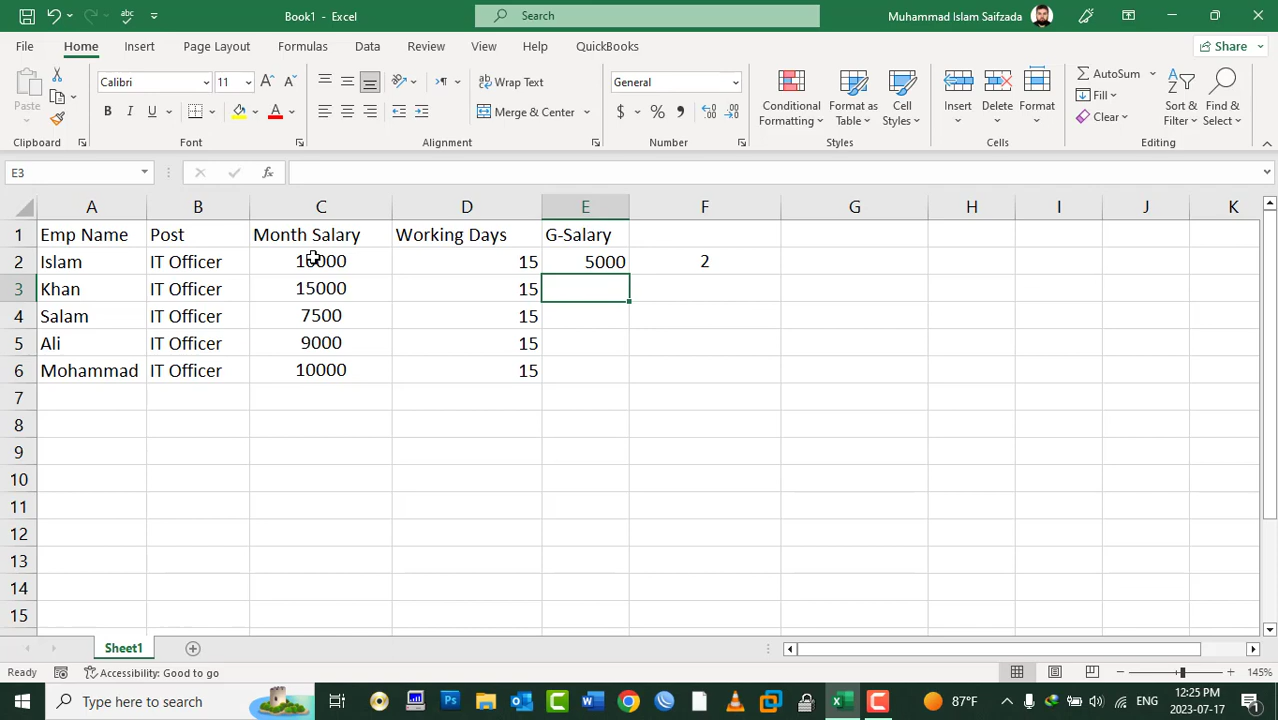 Book1 - Excel
Search
Muhammad Islam Saifzada
File Home Insert Page Layout Formulas Data Review View Help QuickBooks Share
Paste
Clipboard
Calibri 11
B I U
Font
Wrap Text
Merge & Center
Alignment
General
$ %
Number
Conditional Formatting
Format as Table
Cell Styles
Styles
Insert
Delete
Format
Cells
AutoSum
Fill
Clear
Sort & Filter
Find & Select
Editing
E3 fx
A B C D E F G H I J K
1 Emp Name Post Month Salary Working Days G-Salary
2 Islam IT Officer 15 5000 2
3 Khan IT Officer 15000 15
4 Salam IT Officer 7500 15
5 Ali IT Officer 9000 15
6 Mohammad IT Officer 10000 15
7
8
9
10
11
12
13
14
15
Sheet1
Ready Accessibility: Good to go 145%
Type here to search
87°F ENG 12:25 PM
2023-07-17